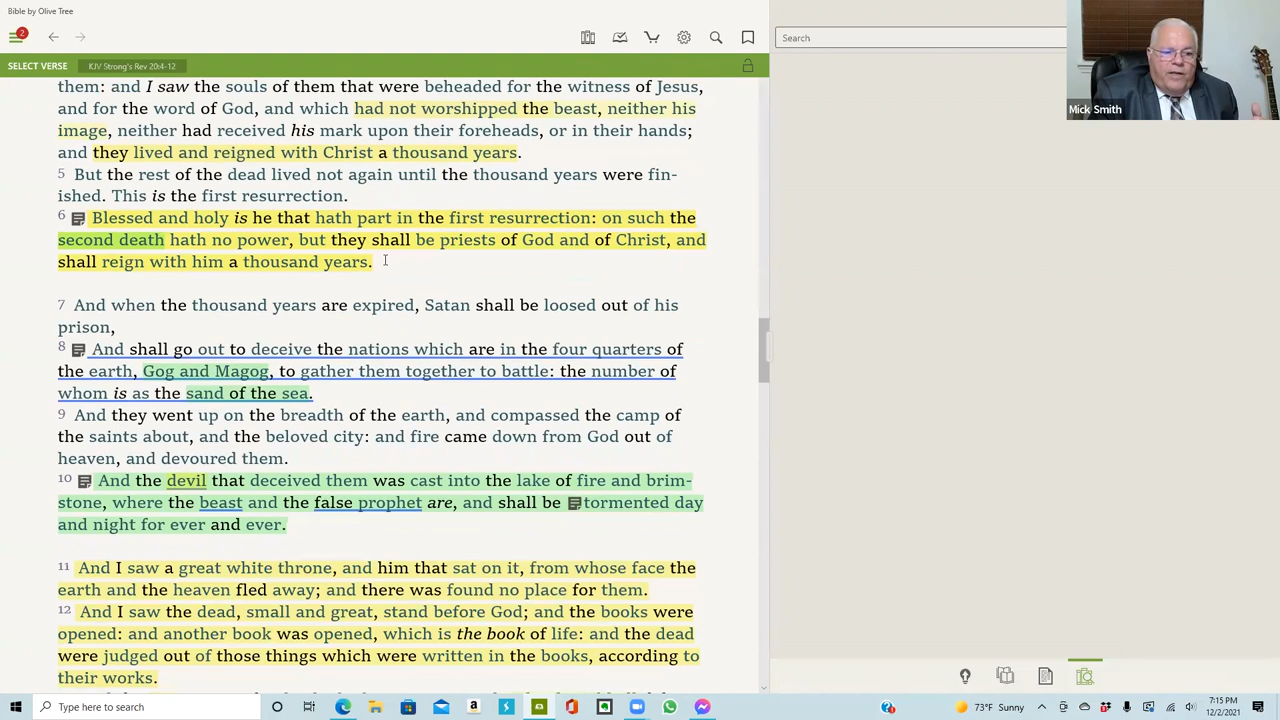 Bible by Olive Tree
2
SELECT VERSE
KJV Strong's Rev 20:4-12
Search
Mick Smith
them: and I saw the souls of them that were beheaded for the witness of Jesus,
and for the word of God, and which had not worshipped the beast, neither his
image, neither had received his mark upon their foreheads, or in their hands;
and they lived and reigned with Christ a thousand years.
5 But the rest of the dead lived not again until the thousand years were fin-
ished. This is the first resurrection.
6 Blessed and holy is he that hath part in the first resurrection: on such the
second death hath no power, but they shall be priests of God and of Christ, and
shall reign with him a thousand years.
7 And when the thousand years are expired, Satan shall be loosed out of his
prison,
8 And shall go out to deceive the nations which are in the four quarters of
the earth, Gog and Magog, to gather them together to battle: the number of
whom is as the sand of the sea.
9 And they went up on the breadth of the earth, and compassed the camp of
the saints about, and the beloved city: and fire came down from God out of
heaven, and devoured them.
10 And the devil that deceived them was cast into the lake of fire and brim-
stone, where the beast and the false prophet are, and shall be tormented day
and night for ever and ever.
11 And I saw a great white throne, and him that sat on it, from whose face the
earth and the heaven fled away; and there was found no place for them.
12 And I saw the dead, small and great, stand before God; and the books were
opened: and another book was opened, which is the book of life: and the dead
were judged out of those things which were written in the books, according to
their works.
Type here to search
73°F Sunny
7:15 PM
12/2/2021